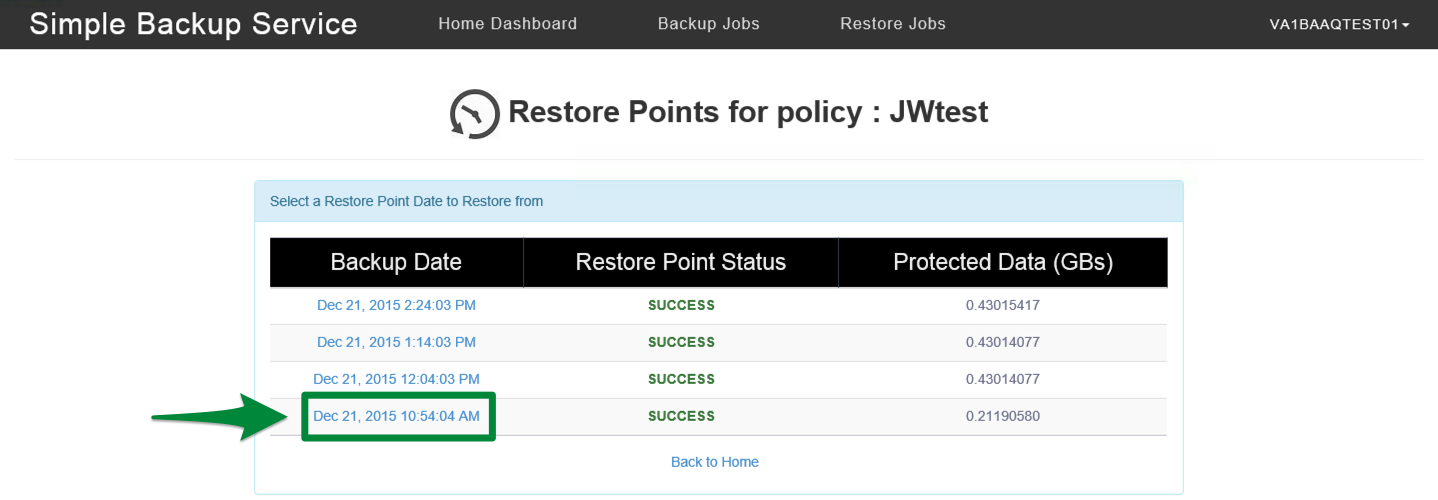 Simple Backup Service Home Dashboard Backup Jobs Restore Jobs VA1BAAQTEST01
Restore Points for policy : JWtest
Select a Restore Point Date to Restore from
Backup Date Restore Point Status Protected Data (GBs)
Dec 21, 2015 2:24:03 PM SUCCESS 0.43015417
Dec 21, 2015 1:14:03 PM SUCCESS 0.43014077
Dec 21, 2015 12:04:03 PM SUCCESS 0.43014077
Dec 21, 2015 10:54:04 AM SUCCESS 0.21190580
Back to Home